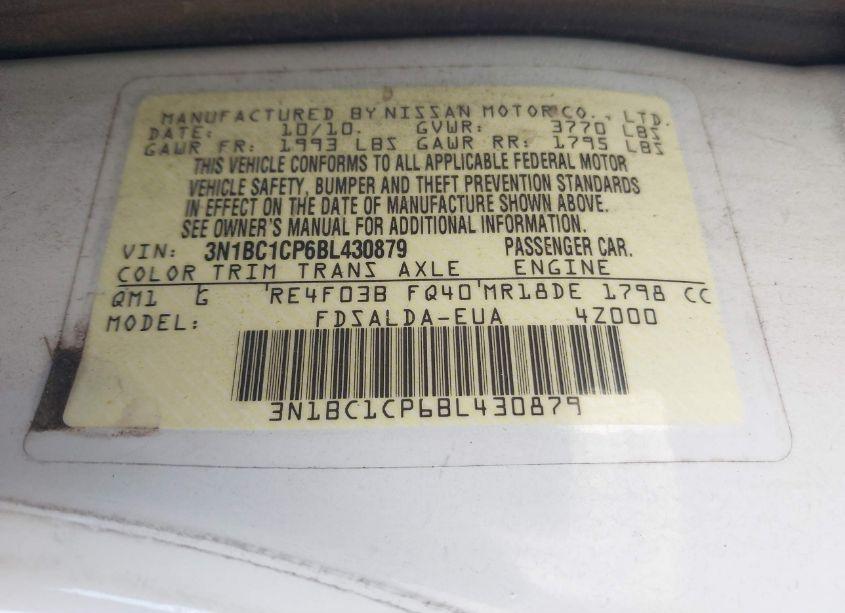 MANUFACTURED BY NISSAN MOTOR CO., LTD.
DATE: 10/10. GVWR: 3770 LBS
GAWR FR: 1993 LBS GAWR RR: 1795 LBS
THIS VEHICLE CONFORMS TO ALL APPLICABLE FEDERAL MOTOR
VEHICLE SAFETY, BUMPER AND THEFT PREVENTION STANDARDS
IN EFFECT ON THE DATE OF MANUFACTURE SHOWN ABOVE.
SEE OWNER'S MANUAL FOR ADDITIONAL INFORMATION.
VIN: 3N1BC1CP6BL430879 PASSENGER CAR.
COLOR TRIM TRANS AXLE ENGINE
QM1 G 'RE4F03B FQ40'MR18DE 1798 CC
MODEL: FDSALDA-EUA 4Z000
3N1BC1CP6BL430879